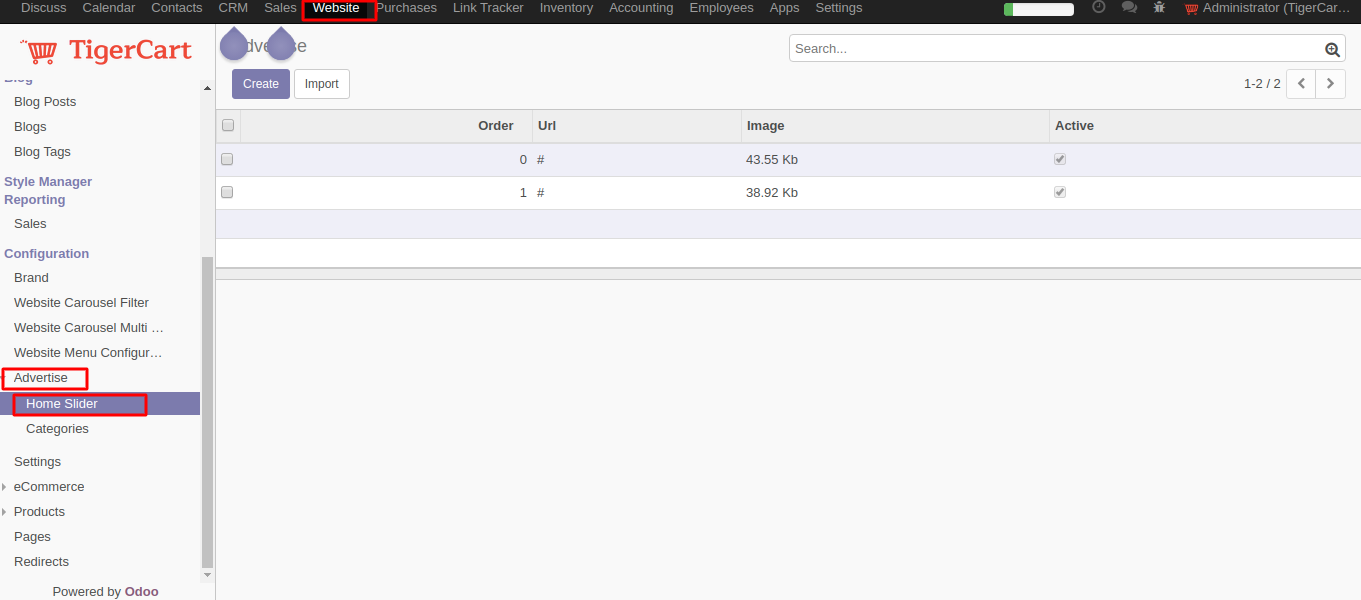 Discuss Calendar Contacts CRM Sales Website Purchases Link Tracker Inventory Accounting Employees Apps Settings Administrator (TigerCar…
TigerCart
Blog
Blog Posts
Blogs
Blog Tags
Style Manager
Reporting
Sales
Configuration
Brand
Website Carousel Filter
Website Carousel Multi …
Website Menu Configur…
Advertise
Home Slider
Categories
Settings
eCommerce
Products
Pages
Redirects
Powered by Odoo
Advertise
Search...
Create Import
1-2 / 2
Order Url Image Active
0 # 43.55 Kb
1 # 38.92 Kb